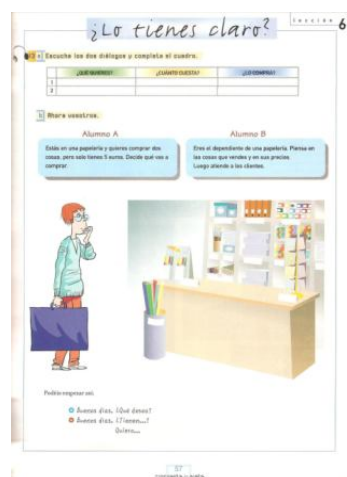 lección 6
¿Lo tienes claro?
a Escucha los dos diálogos y completa el cuadro.
¿QUÉ QUIERES? ¿CUÁNTO CUESTA? ¿LO COMPRA?
1
2
b Ahora vosotros.
Alumno A
Estás en una papelería y quieres comprar dos
cosas, pero solo tienes 5 euros. Decide qué vas a
comprar.
Alumno B
Eres el dependiente de una papelería. Piensa en
las cosas que vendes y en sus precios.
Luego atiende a los clientes.
Podéis empezar así.
Buenos días. ¿Qué desea?
Buenos días. ¿Tienen...?
Quiero...
57
cincuenta y siete